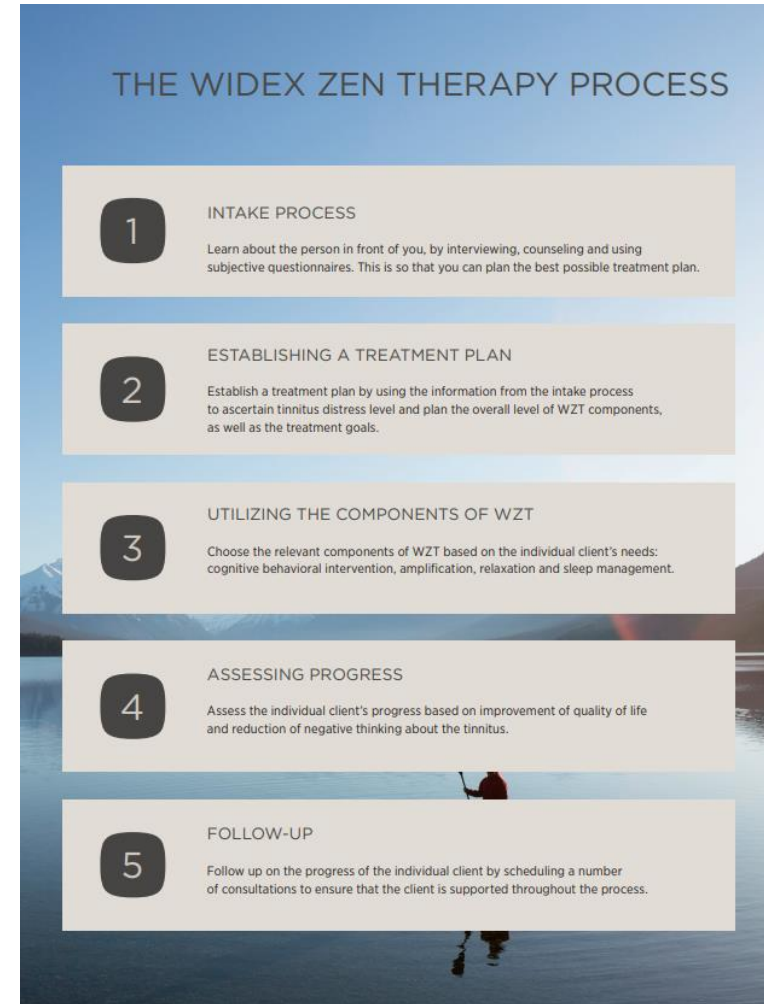 THE WIDEX ZEN THERAPY PROCESS
1
INTAKE PROCESS
Learn about the person in front of you, by interviewing, counseling and using
subjective questionnaires. This is so that you can plan the best possible treatment plan.
2
ESTABLISHING A TREATMENT PLAN
Establish a treatment plan by using the information from the intake process
to ascertain tinnitus distress level and plan the overall level of WZT components,
as well as the treatment goals.
3
UTILIZING THE COMPONENTS OF WZT
Choose the relevant components of WZT based on the individual client's needs:
cognitive behavioral intervention, amplification, relaxation and sleep management.
4
ASSESSING PROGRESS
Assess the individual client's progress based on improvement of quality of life
and reduction of negative thinking about the tinnitus.
5
FOLLOW-UP
Follow up on the progress of the individual client by scheduling a number
of consultations to ensure that the client is supported throughout the process.